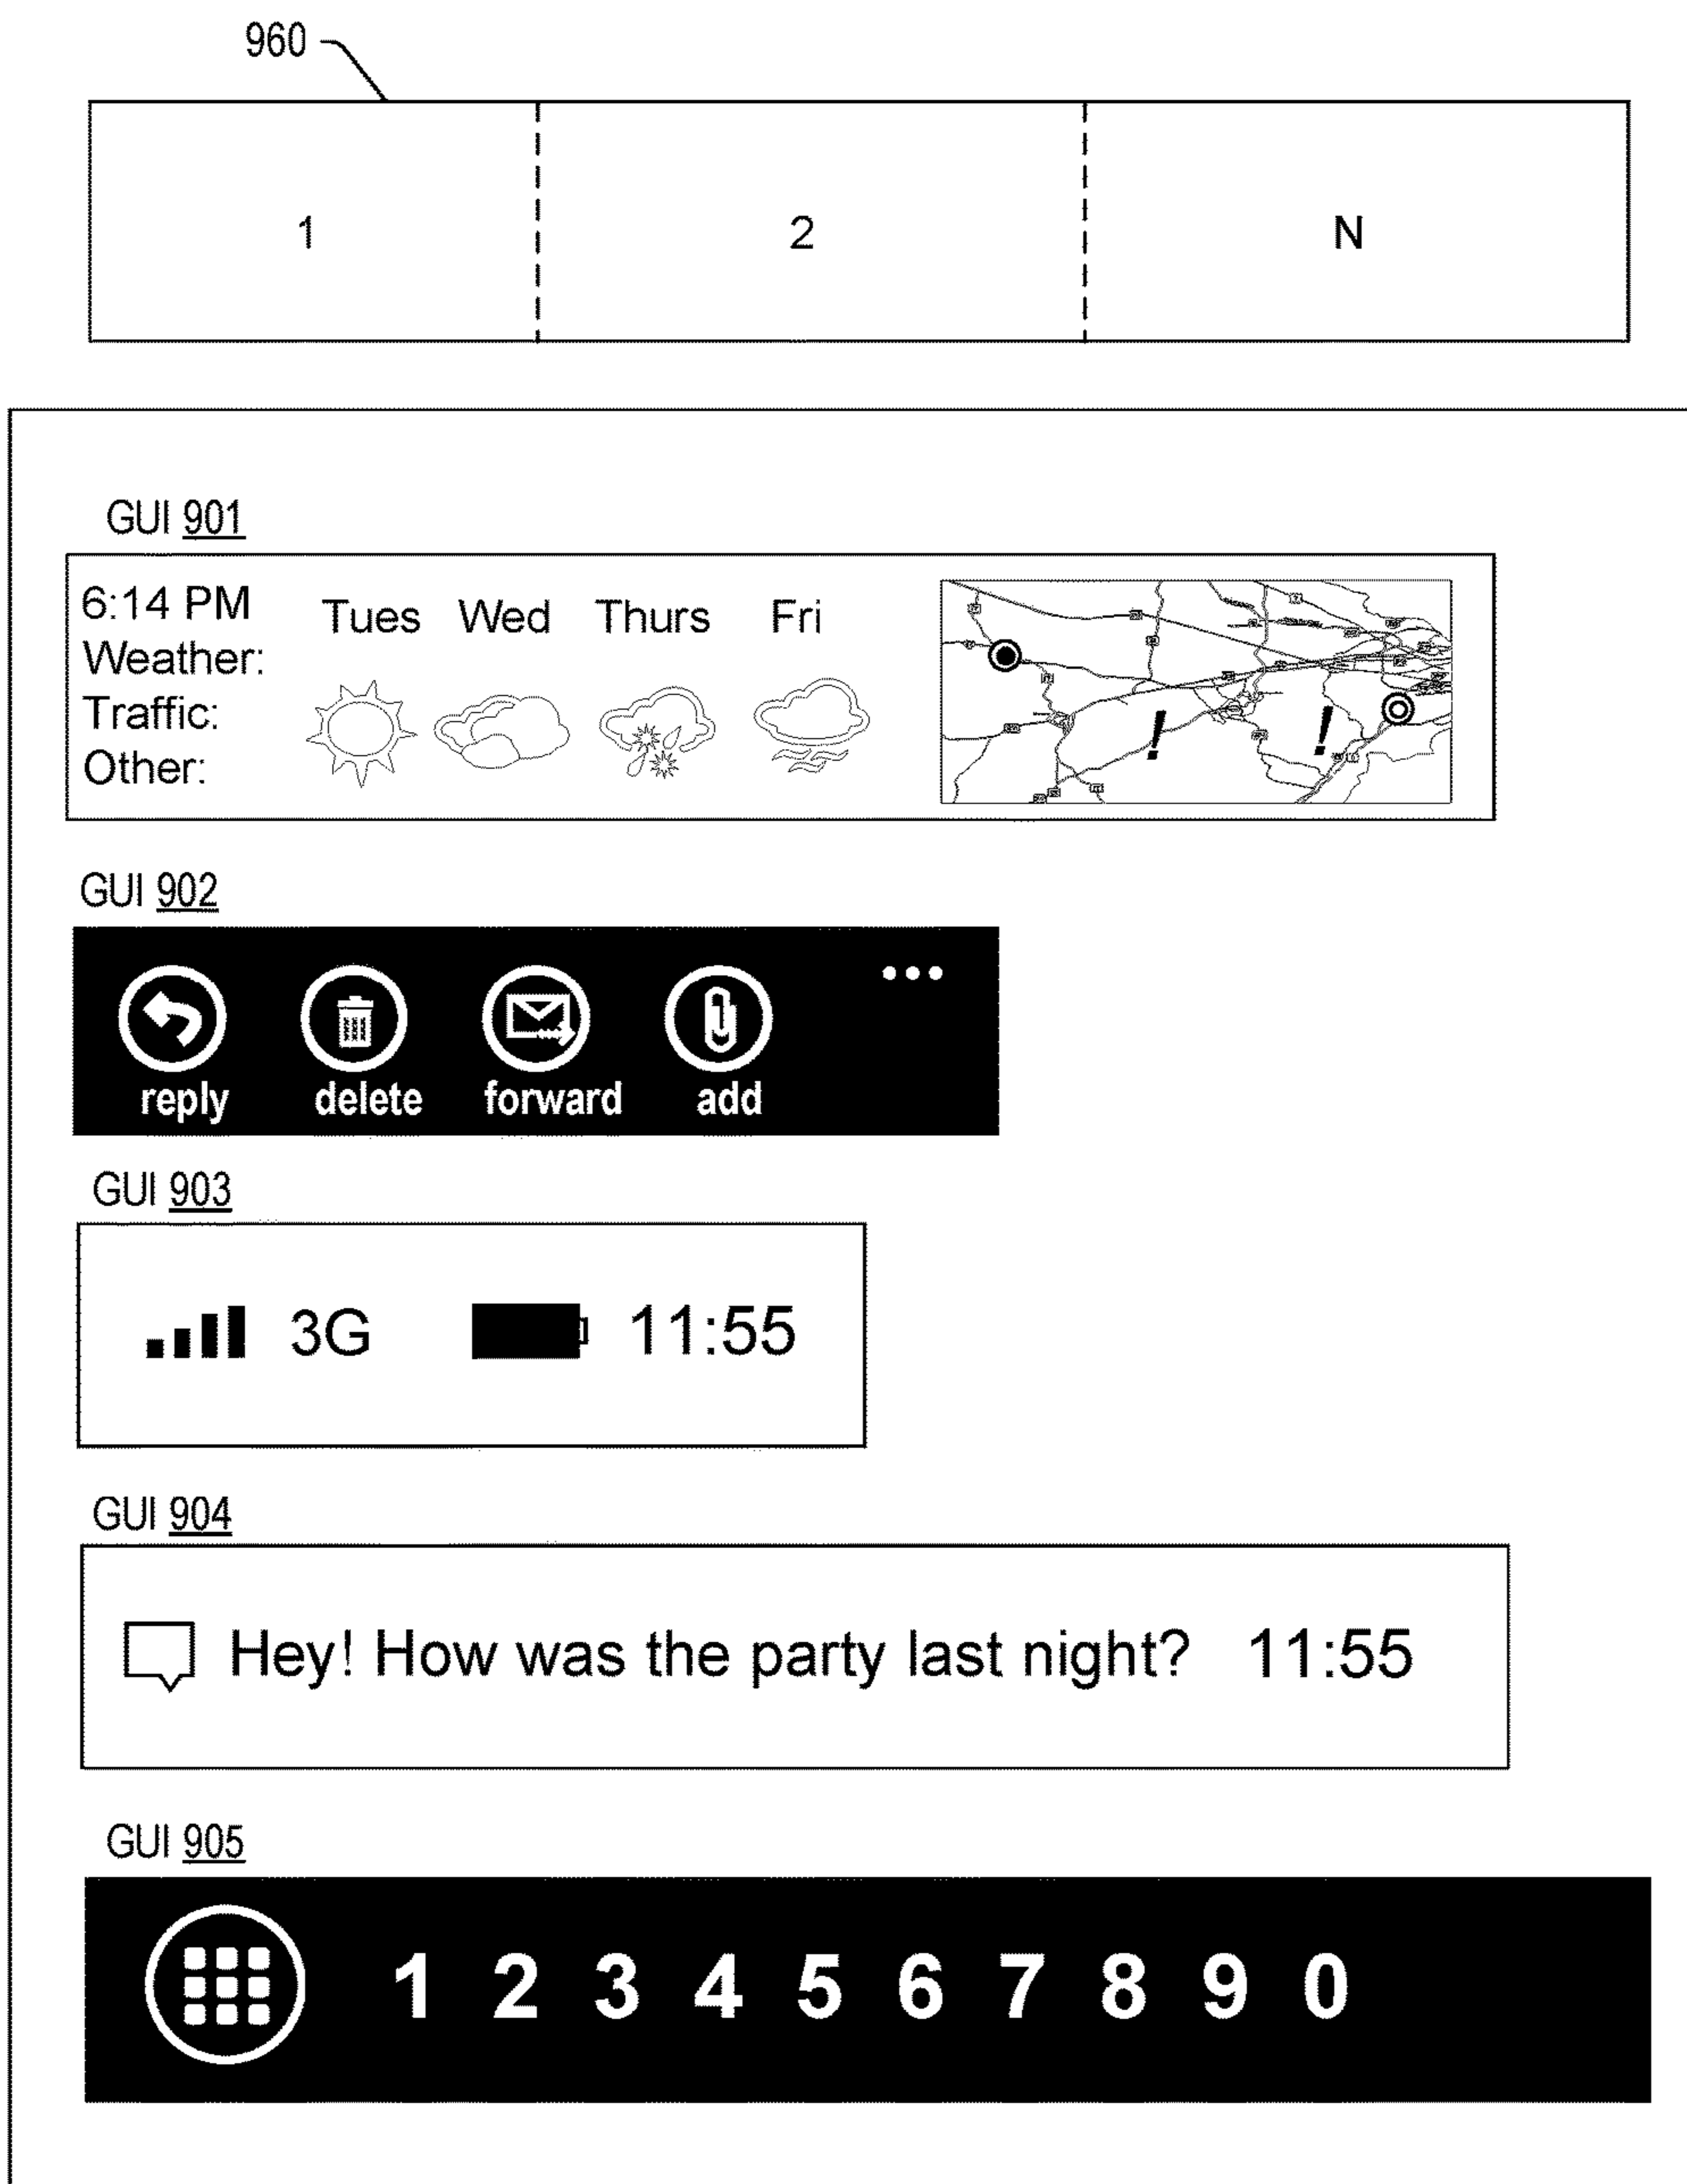 960
1 2 N
GUI 901
6:14 PM
Weather:
Traffic:
Other:
Tues Wed Thurs Fri
! !
GUI 902
reply delete forward add
GUI 903
3G 11:55
GUI 904
Hey! How was the party last night? 11:55
GUI 905
1 2 3 4 5 6 7 8 9 0